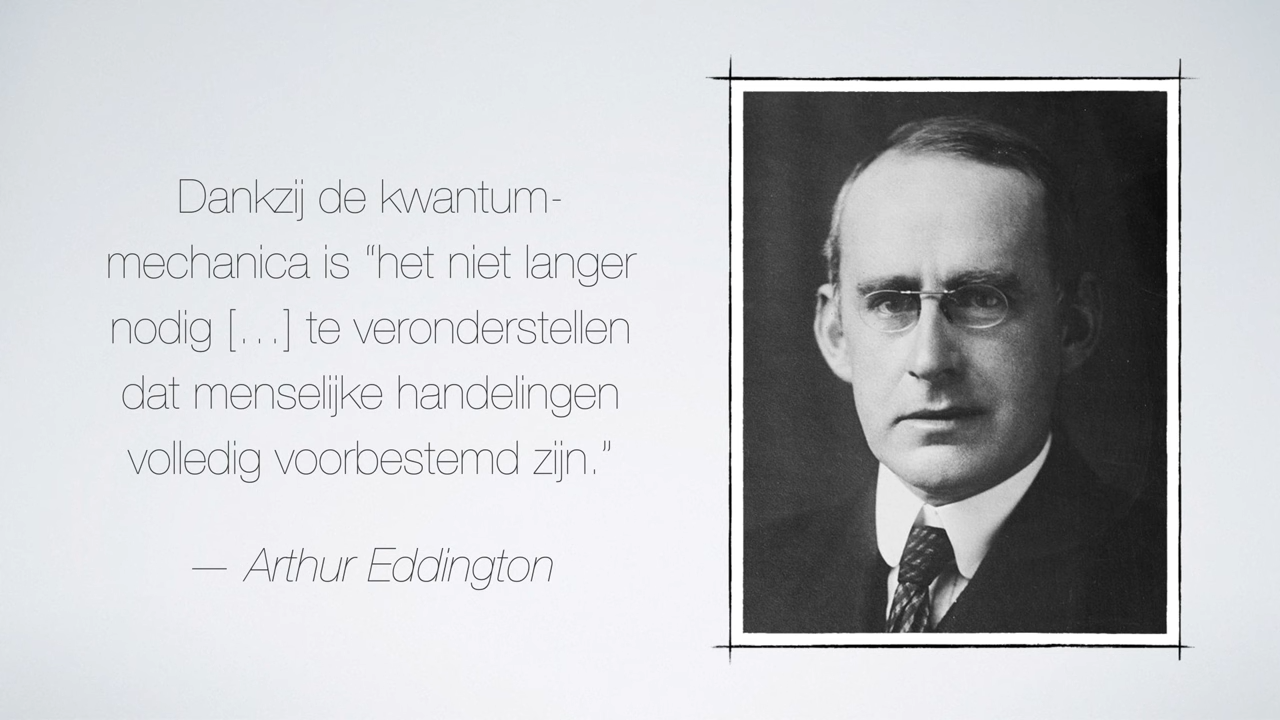 Dankzij de kwantum-
mechanica is “het niet langer
nodig [...] te veronderstellen
dat menselijke handelingen
volledig voorbestemd zijn.”
— Arthur Eddington